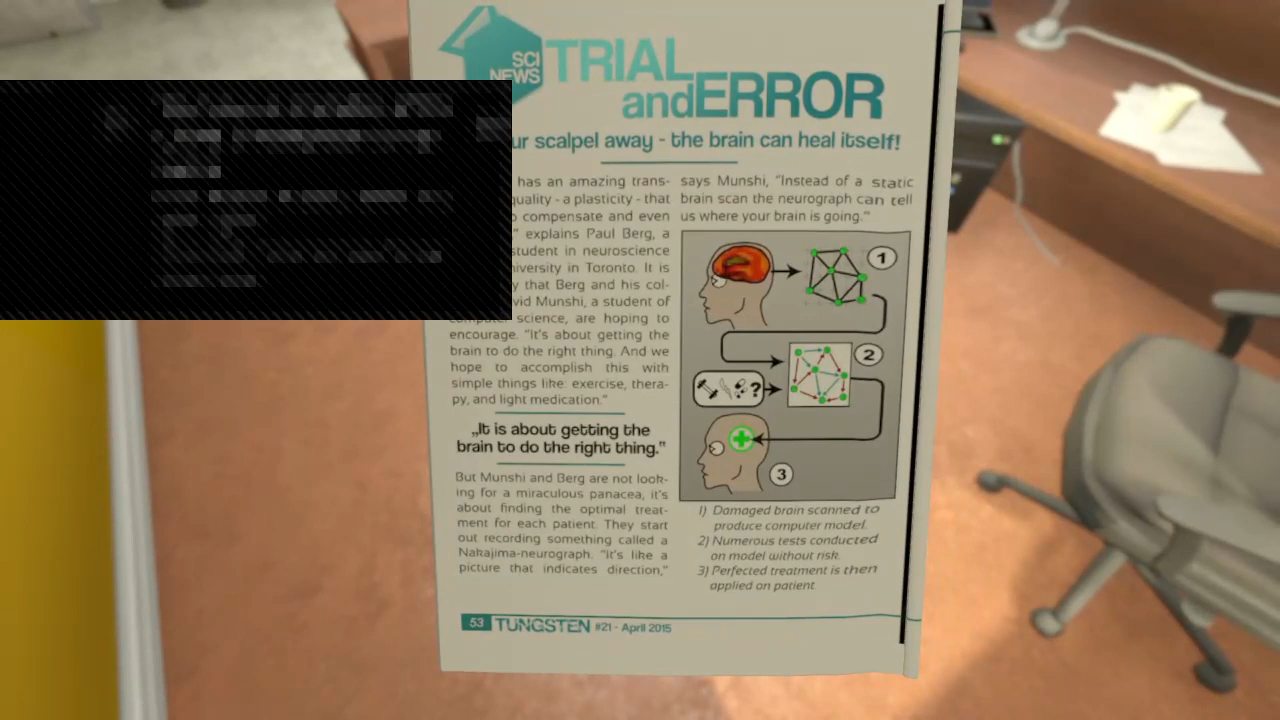 SCI
NEWS
TRIAL
and ERROR
scalpel away - the brain can heal itself!
has an amazing trans-
quality - a plasticity - that
compensate and even
explains Paul Berg, a
student in neuroscience
in Toronto. It is
that Berg and his col-
Munshi, a student of
computer science, are hoping to
encourage. "It's about getting the
brain to do the right thing. And we
hope to accomplish this with
simple things like: exercise, thera-
py, and light medication."
„It is about getting the
brain to do the right thing."
But Munshi and Berg are not look-
ing for a miraculous panacea, it's
about finding the optimal treat-
ment for each patient. They start
out recording something called a
Nakajima-neurograph. "It's like a
picture that indicates direction,"
says Munshi, "Instead of a static
brain scan the neurograph can tell
us where your brain is going."
1
2
?
3
1) Damaged brain scanned to
produce computer model.
2) Numerous tests conducted
on model without risk.
3) Perfected treatment is then
applied on patient.
53 TUNGSTEN #21 - April 2015